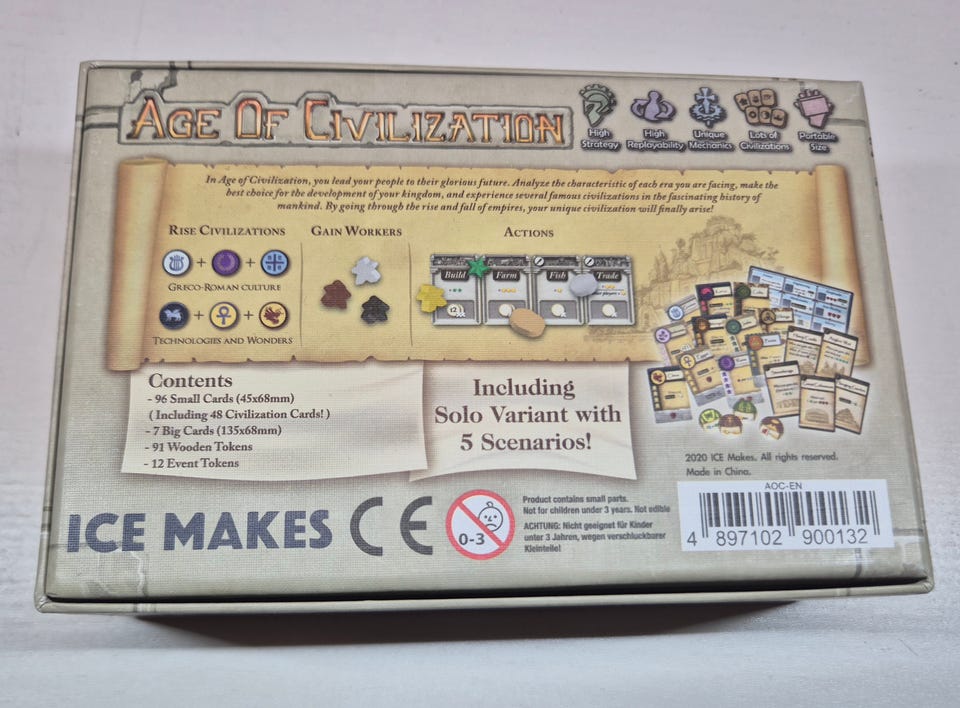 Age Of Civilization
High
Strategy
High
Replayability
Unique
Mechanics
Lots of
Civilizations
Portable
Size
In Age of Civilization, you lead your people to their glorious future. Analyze the characteristic of each era you are facing, make the
best choice for the development of your kingdom, and experience several famous civilizations in the fascinating history of
mankind. By going through the rise and fall of empires, your unique civilization will finally arise!
Rise Civilizations
Gain Workers
Actions
+ +
Greco-Roman culture
+ +
Technologies and Wonders
Build
Farm
Fish
Trade
Contents
- 96 Small Cards (45x68mm)
( Including 48 Civilization Cards! )
- 7 Big Cards (135x68mm)
- 91 Wooden Tokens
- 12 Event Tokens
Including
Solo Variant with
5 Scenarios!
2020 ICE Makes. All rights reserved.
Made in China.
AOC-EN
4 897102 900132
ICE MAKES
CE
0-3
Product contains small parts.
Not for children under 3 years. Not edible
ACHTUNG: Nicht geeignet für Kinder
unter 3 Jahren, wegen verschluckbarer
Kleinteile!